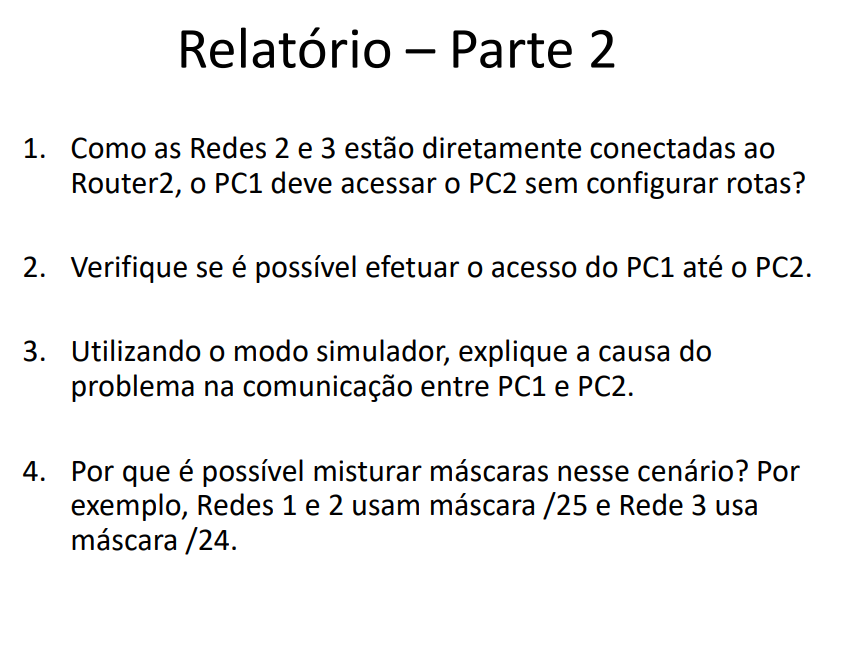 Relatório – Parte 2
1. Como as Redes 2 e 3 estão diretamente conectadas ao
Router2, o PC1 deve acessar o PC2 sem configurar rotas?
2. Verifique se é possível efetuar o acesso do PC1 até o PC2.
3. Utilizando o modo simulador, explique a causa do
problema na comunicação entre PC1 e PC2.
4. Por que é possível misturar máscaras nesse cenário? Por
exemplo, Redes 1 e 2 usam máscara /25 e Rede 3 usa
máscara /24.